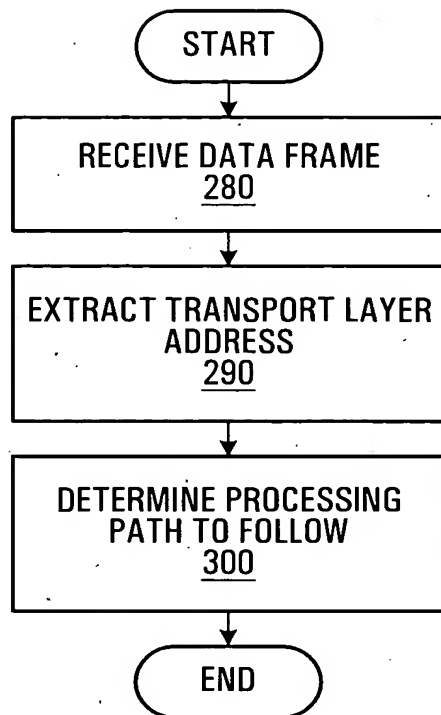 START
RECEIVE DATA FRAME
280
EXTRACT TRANSPORT LAYER
ADDRESS
290
DETERMINE PROCESSING
PATH TO FOLLOW
300
END